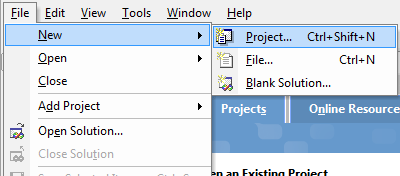 File Edit View Tools Window Help
New
Open
Close
Add Project
Open Solution...
Close Solution
Project... Ctrl+Shift+N
File... Ctrl+N
Blank Solution...
Projects Online Resource
en an Existing Project